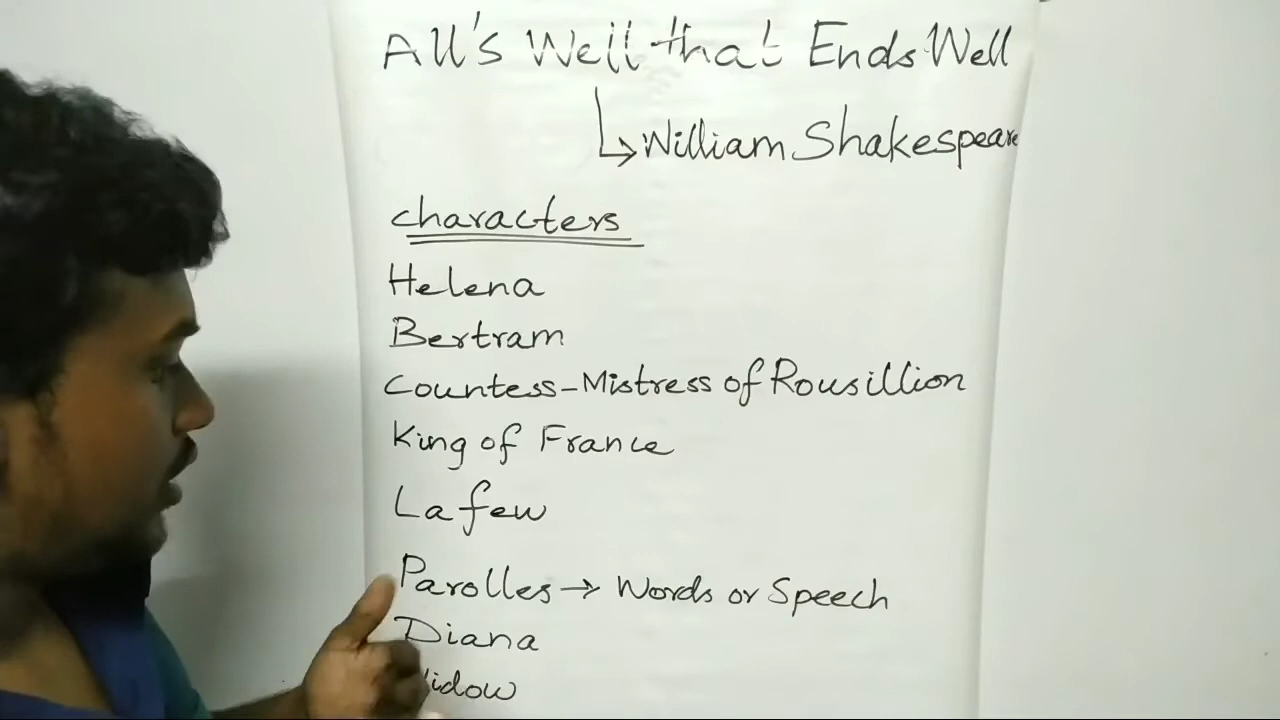 All's Well that Ends Well
William Shakespeare
Characters
Helena
Bertram
Countess-Mistress of Rousillion
King of France
Lafew
Parolles → Words or Speech
Diana
Widow